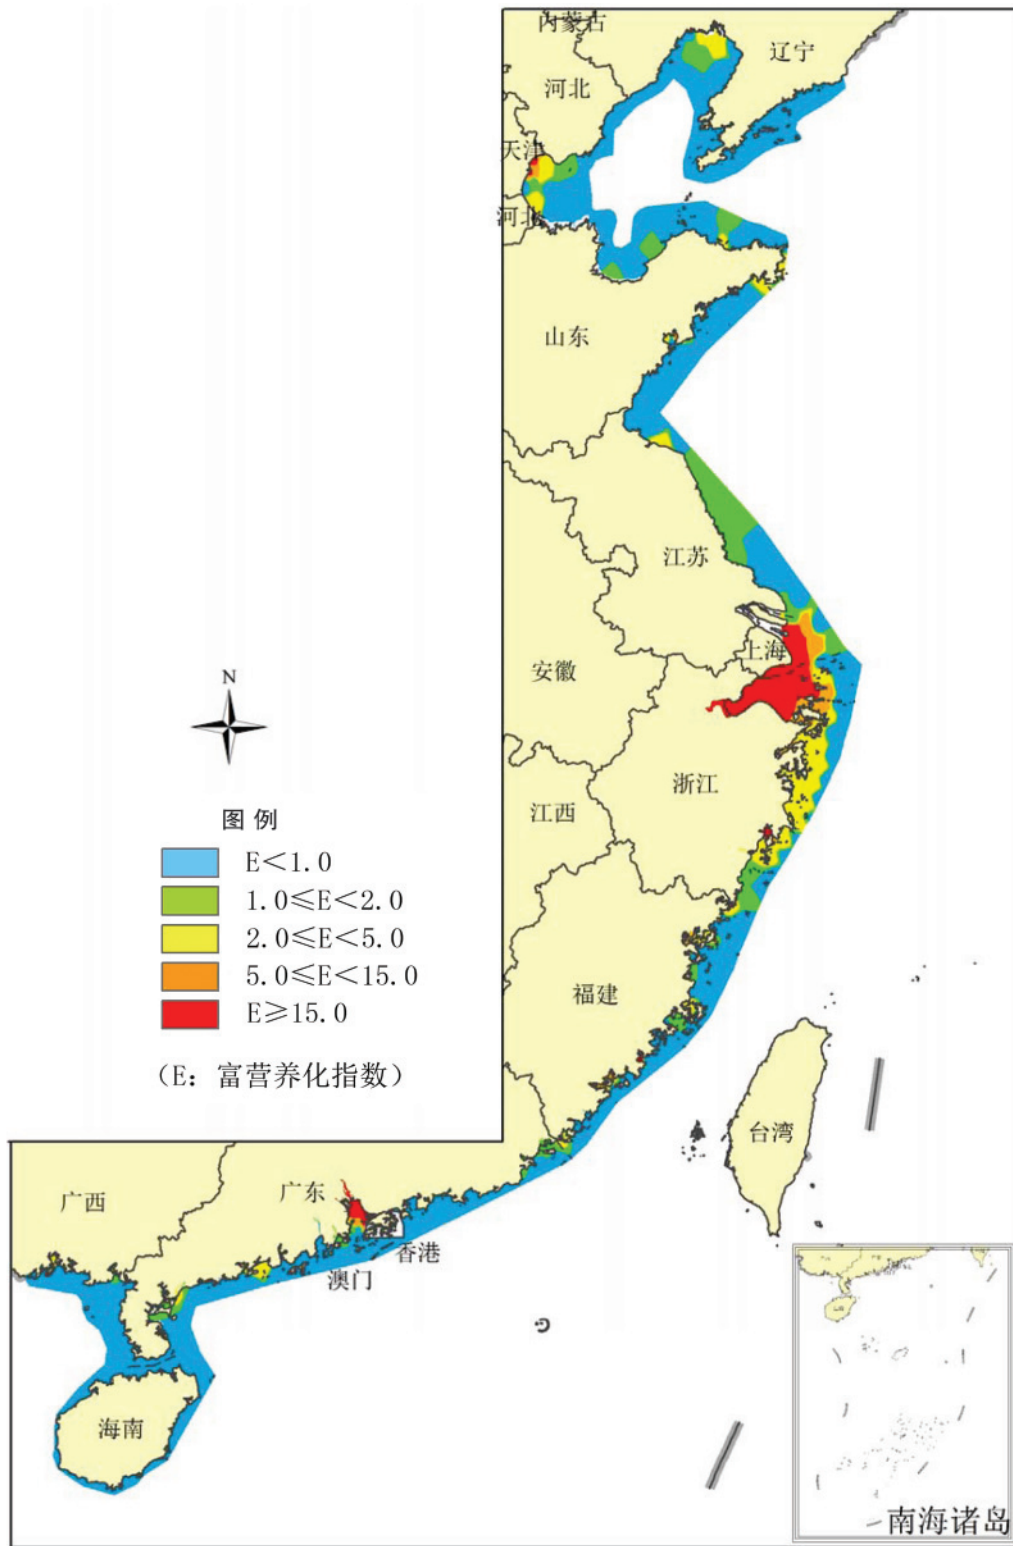 内蒙古
辽宁
河北
天津
河北
山东
江苏
上海
安徽
N
浙江
江西
图例
E<1.0
1.0≤E<2.0
2.0≤E<5.0
5.0≤E<15.0
E≥15.0
(E: 富营养化指数)
福建
台湾
广西
广东
香港
澳门
海南
南海诸岛